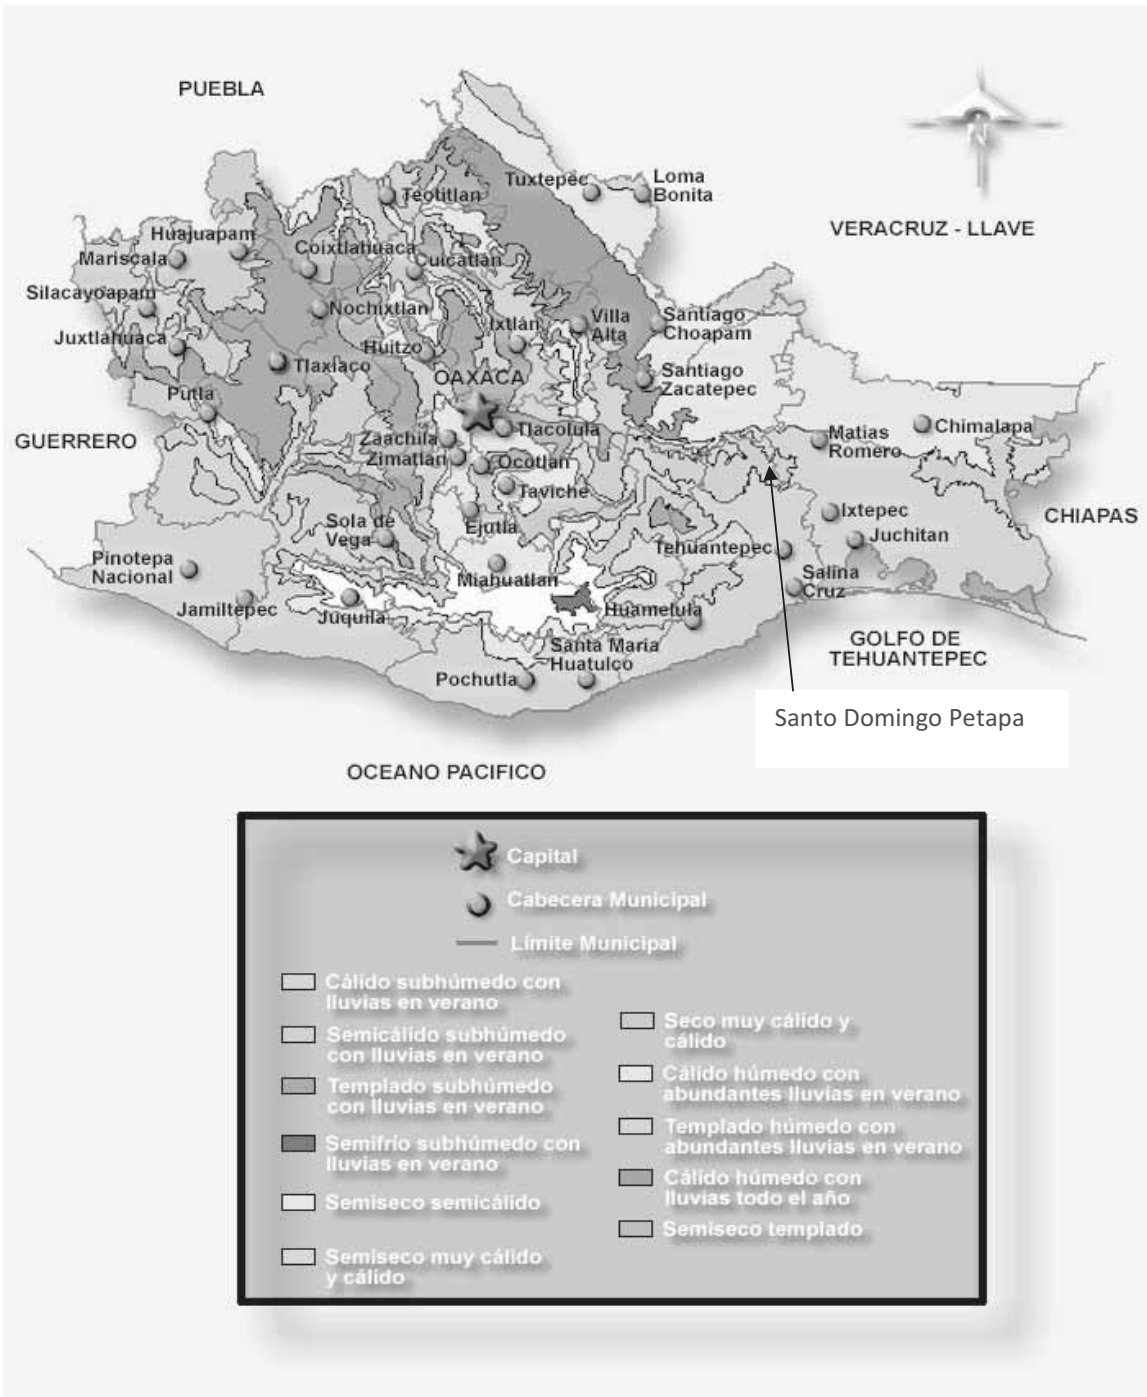 PUEBLA
N
Tuxtepec
Loma
Bonita
Teotitlan
VERACRUZ - LLAVE
Huajuapam
Coixtlahuaca
Mariscala
Cuicatlán
Silacayoapam
Nochixtlan
Ixtlán
Villa
Alta
Santiago
Choapam
Juxtlahuaca
Huitzo
Tlaxiaco
OAXACA
Santiago
Zacatepec
Putla
GUERRERO
Zaachila
Tlacolula
Matias
Romero
Chimalapa
Zimatlán
Ocotlán
Taviche
Ixtepec
CHIAPAS
Ejutla
Sola de
Vega
Juchitan
Tehuantepec
Pinotepa
Nacional
Miahuatlan
Salina
Cruz
Jamiltepec
Juquila
Huamelula
GOLFO DE
TEHUANTEPEC
Santa Maria
Huatulco
Pochutla
Santo Domingo Petapa
OCEANO PACIFICO
Capital
Cabecera Municipal
Límite Municipal
Cálido subhúmedo con
lluvias en verano
Semicálido subhúmedo
con lluvias en verano
Templado subhúmedo
con lluvias en verano
Semifrío subhúmedo con
lluvias en verano
Semiseco semicálido
Semiseco muy cálido
y cálido
Seco muy cálido y
cálido
Cálido húmedo con
abundantes lluvias en verano
Templado húmedo con
abundantes lluvias en verano
Cálido húmedo con
lluvias todo el año
Semiseco templado